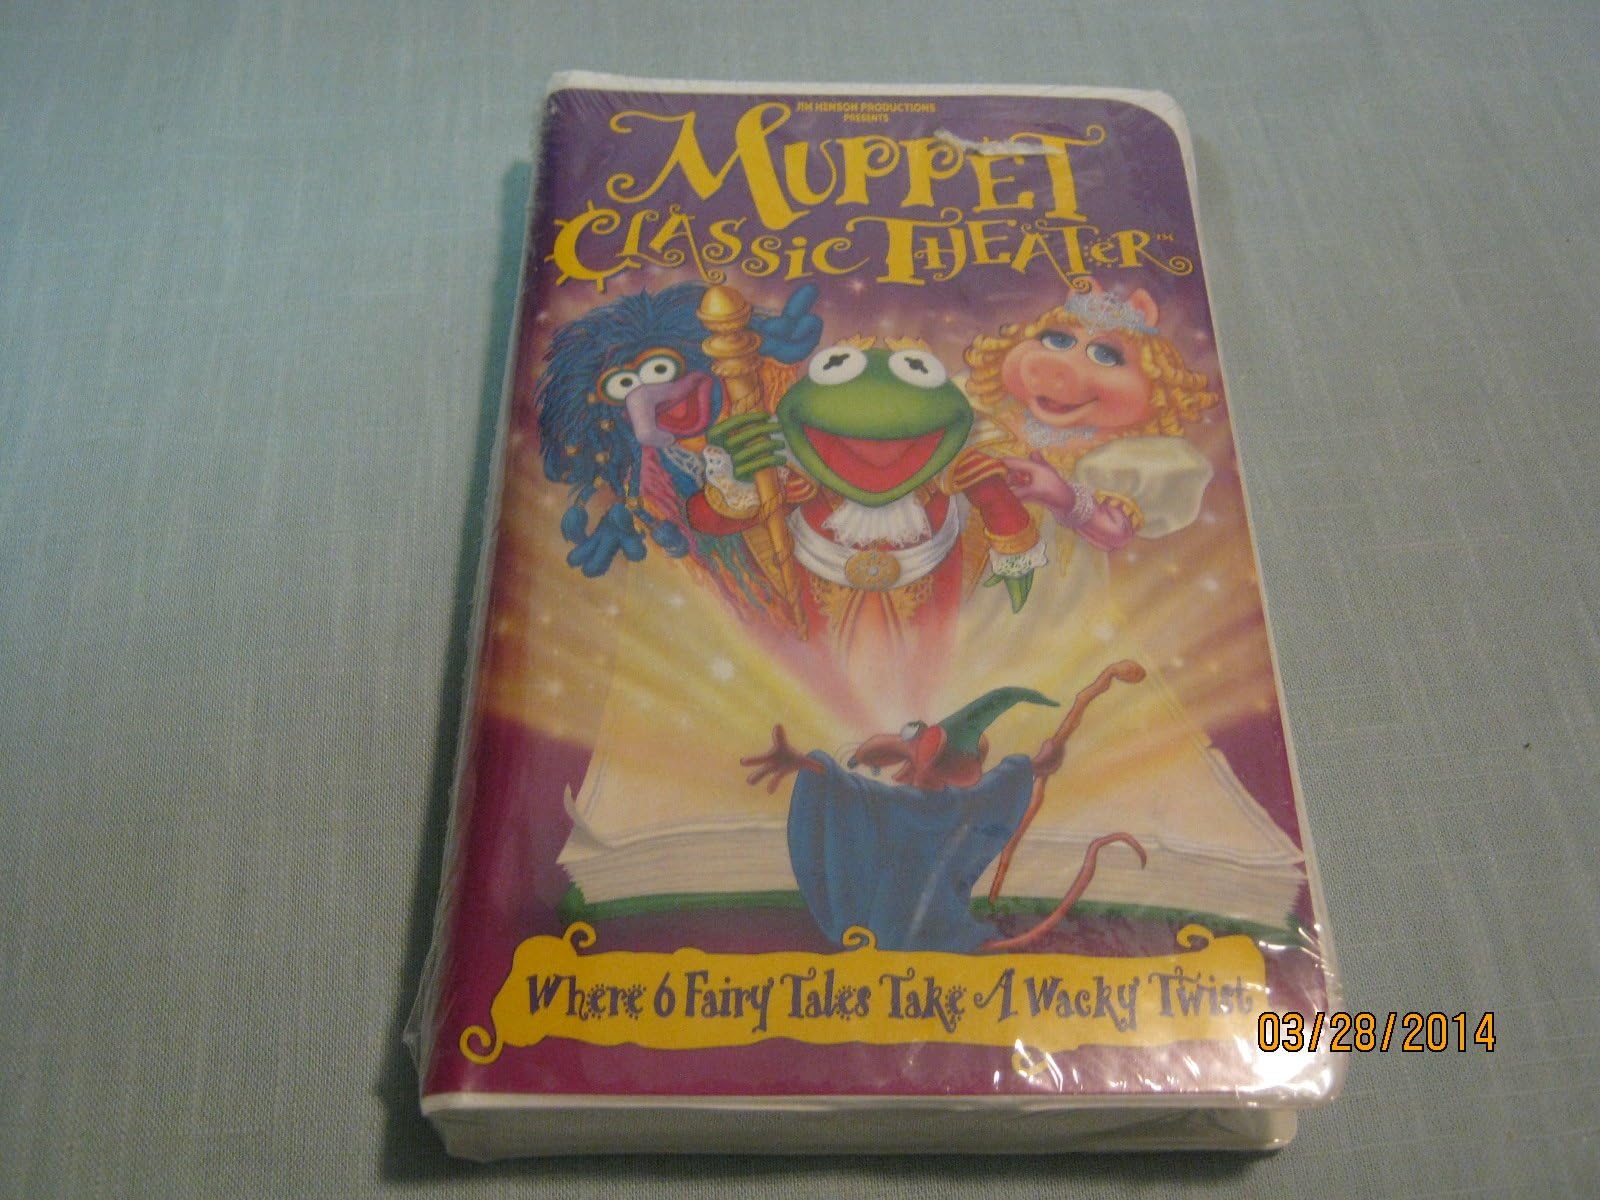 JIM HENSON PRODUCTIONS
PRESENTS
MUPPET
CLASSIC THEATER™
Where 6 Fairy Tales Take A Wacky Twist
03/28/2014